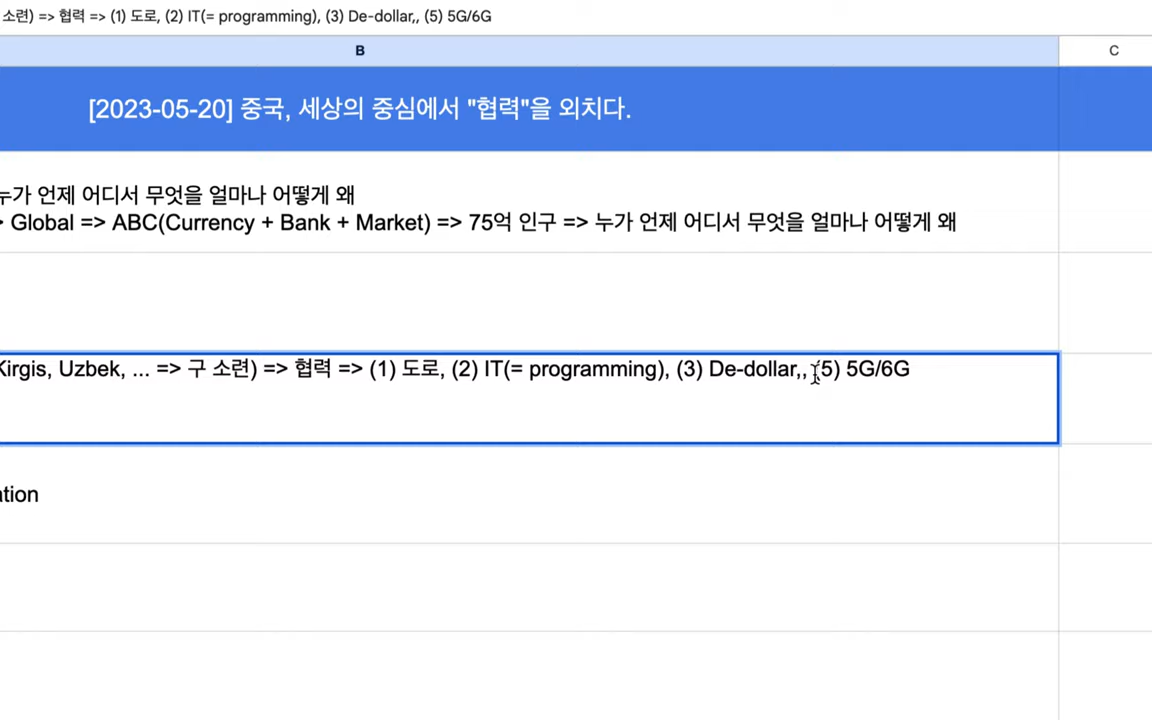 소련) => 협력 => (1) 도로, (2) IT(= programming), (3) De-dollar,, (5) 5G/6G
B
C
[2023-05-20] 중국, 세상의 중심에서 "협력"을 외치다.
누가 언제 어디서 무엇을 얼마나 어떻게 왜
Global => ABC(Currency + Bank + Market) => 75억 인구 => 누가 언제 어디서 무엇을 얼마나 어떻게 왜
Kirgis, Uzbek, ... => 구 소련) => 협력 => (1) 도로, (2) IT(= programming), (3) De-dollar,, (5) 5G/6G
tion